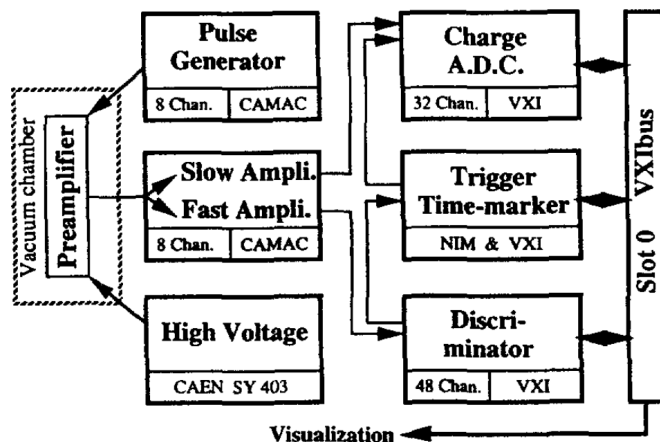 Pulse
Generator
8 Chan. CAMAC
Charge
A.D.C.
32 Chan. VXI
Vacuum chamber
Preamplifier
Slow Ampli.
Fast Ampli.
8 Chan. CAMAC
Trigger
Time-marker
NIM & VXI
Slot 0 VXIbus
High Voltage
CAEN SY 403
Discri-
minator
48 Chan. VXI
Visualization